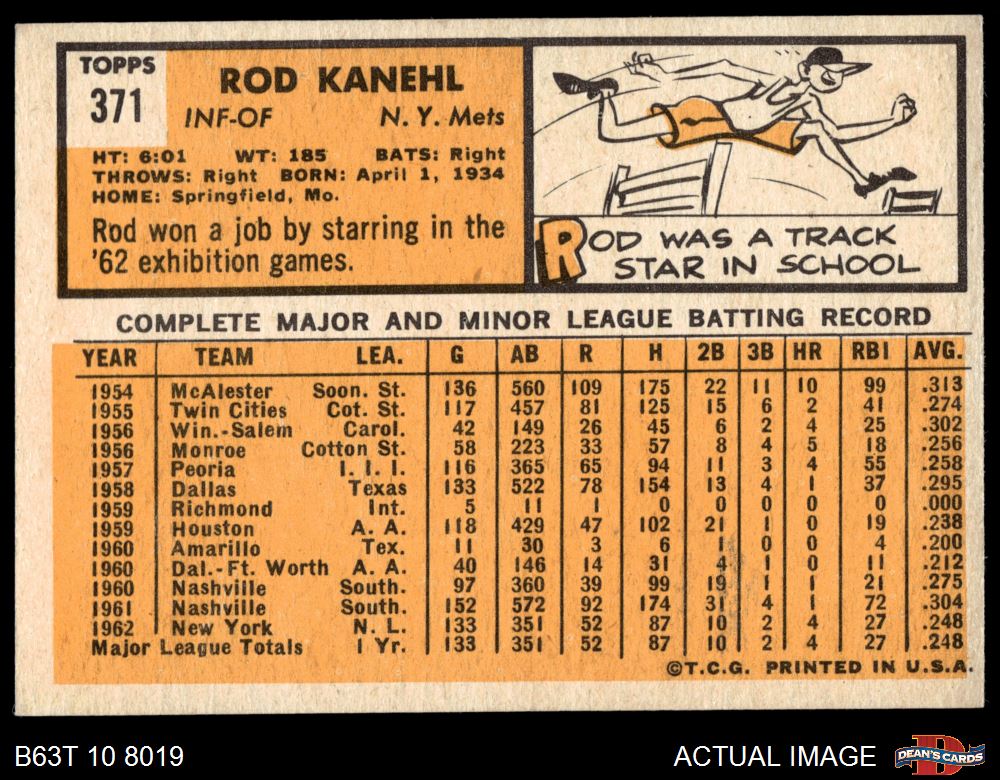 TOPPS
371
ROD KANEHL
INF-OF N. Y. Mets
HT: 6:01 WT: 185 BATS: Right
THROWS: Right BORN: April 1, 1934
HOME: Springfield, Mo.
Rod won a job by starring in the
'62 exhibition games.
ROD WAS A TRACK
STAR IN SCHOOL
COMPLETE MAJOR AND MINOR LEAGUE BATTING RECORD
YEAR TEAM LEA. G AB R H 2B 3B HR RBI AVG.
1954 McAlester Soon. St. 136 560 109 175 22 11 10 99 .313
1955 Twin Cities Cot. St. 117 457 81 125 15 6 2 41 .274
1956 Win.-Salem Carol. 42 149 26 45 6 2 4 25 .302
1956 Monroe Cotton St. 58 223 33 57 8 4 5 18 .256
1957 Peoria I. I. I. 116 365 65 94 11 3 4 55 .258
1958 Dallas Texas 133 522 78 154 13 4 1 37 .295
1959 Richmond Int. 5 11 1 0 0 0 0 0 .000
1959 Houston A. A. 118 429 47 102 21 1 0 19 .238
1960 Amarillo Tex. 11 30 3 6 1 0 0 4 .200
1960 Dal.-Ft. Worth A. A. 40 146 14 31 4 1 0 11 .212
1960 Nashville South. 97 360 39 99 19 1 1 21 .275
1961 Nashville South. 152 572 92 174 31 4 1 72 .304
1962 New York N. L. 133 351 52 87 10 2 4 27 .248
Major League Totals 1 Yr. 133 351 52 87 10 2 4 27 .248
©T.C.G. PRINTED IN U.S.A.
B63T 10 8019 ACTUAL IMAGE DEAN'S CARDS